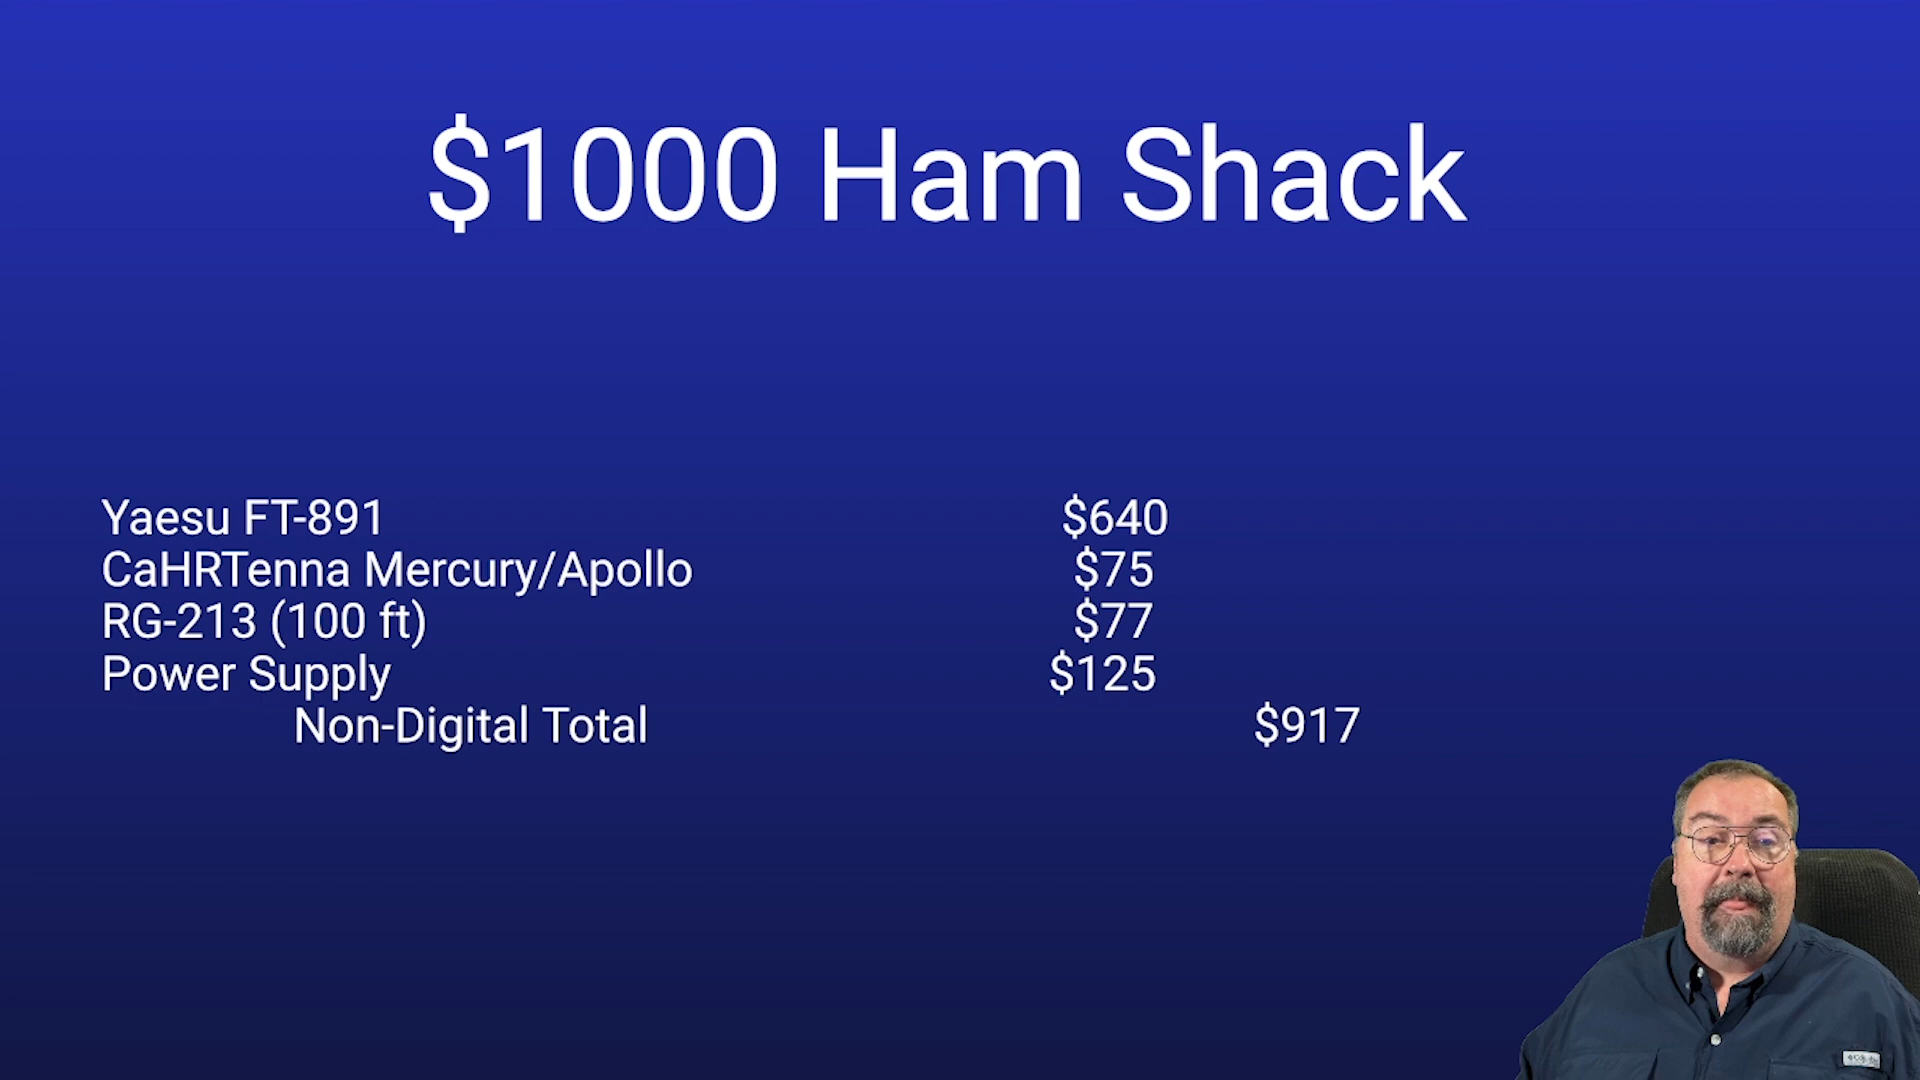 $1000 Ham Shack
Yaesu FT-891 $640
CaHRTenna Mercury/Apollo $75
RG-213 (100 ft) $77
Power Supply $125
Non-Digital Total $917